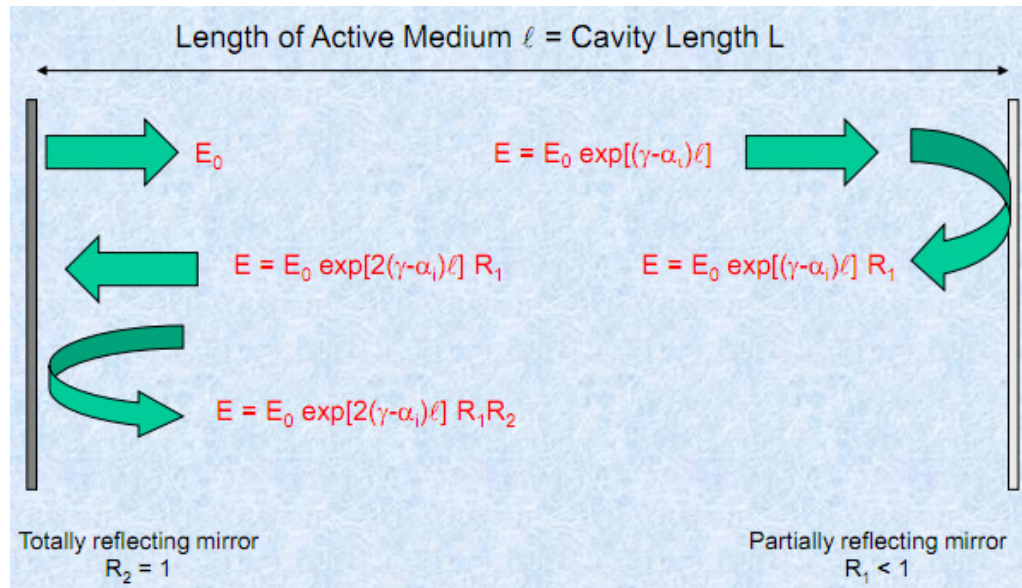 Length of Active Medium ℓ = Cavity Length L
E₀
E = E₀ exp[(γ-αᵢ)ℓ]
E = E₀ exp[2(γ-αᵢ)ℓ] R₁
E = E₀ exp[(γ-αᵢ)ℓ] R₁
E = E₀ exp[2(γ-αᵢ)ℓ] R₁R₂
Totally reflecting mirror
R₂ = 1
Partially reflecting mirror
R₁ < 1